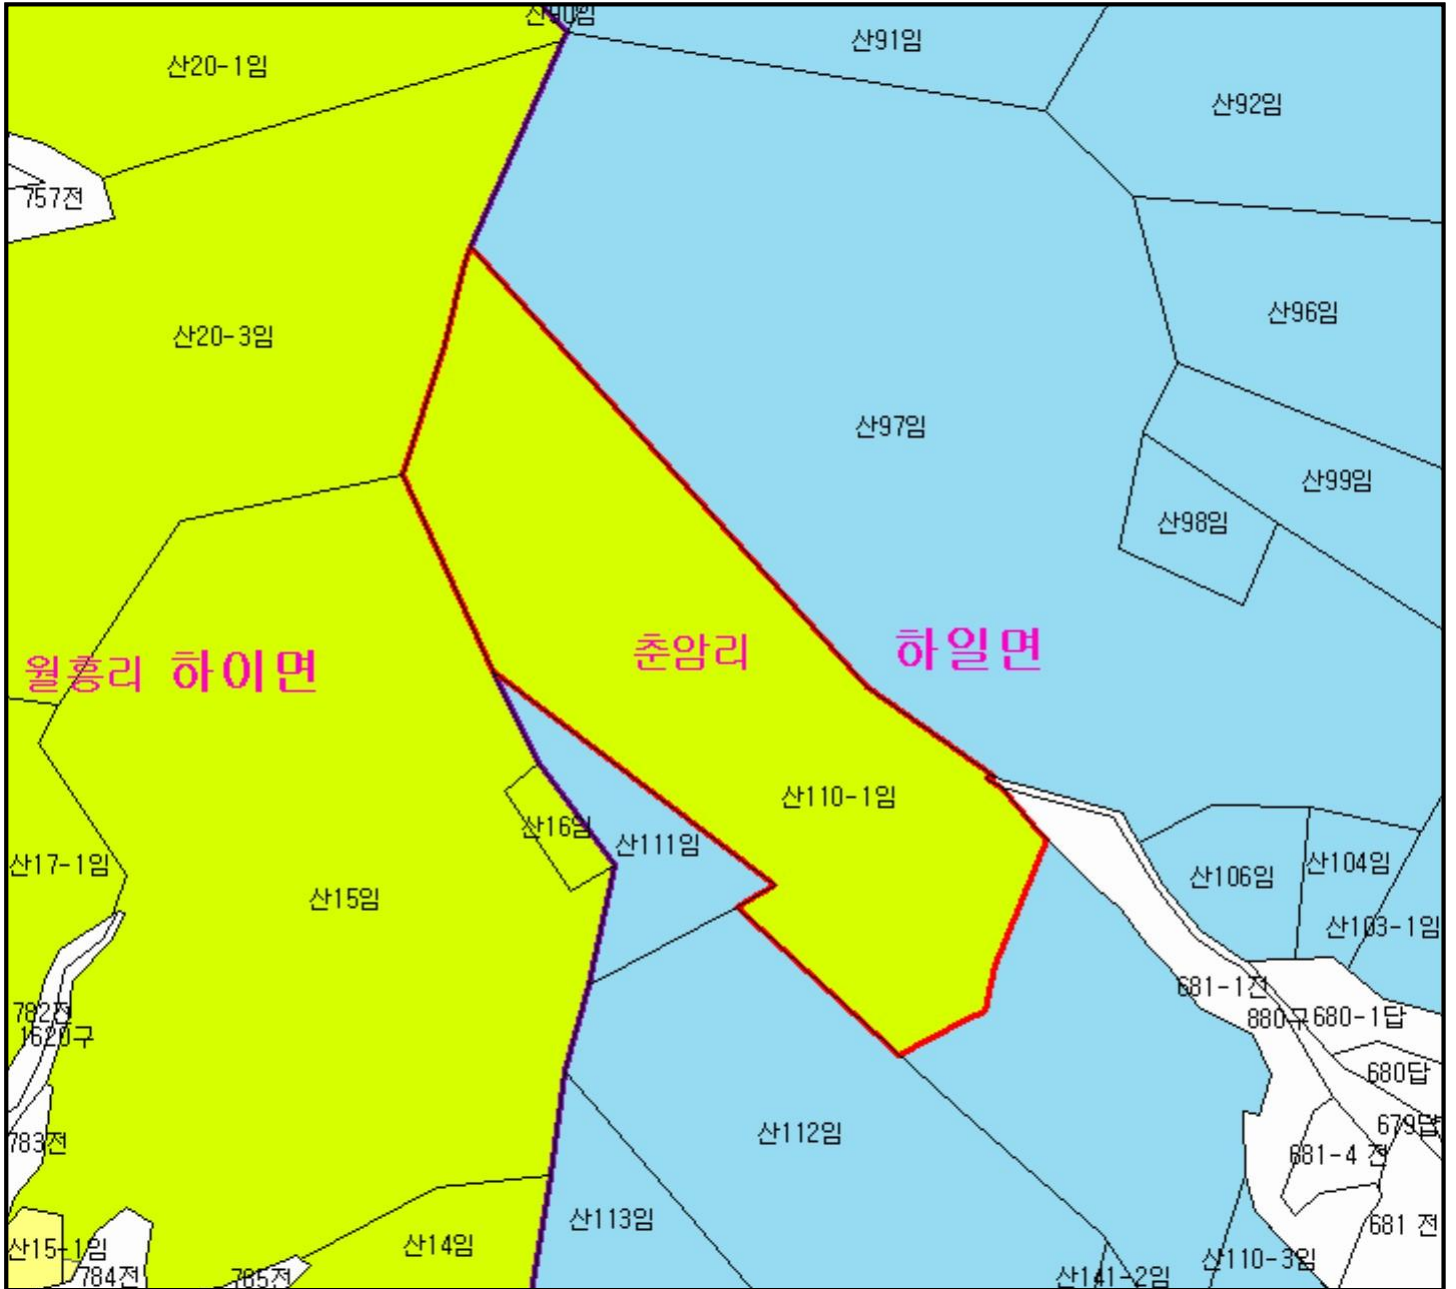 산90임
산91임
산20-1임
산92임
757전
산96임
산20-3임
산97임
산99임
산98임
춘암리
하일면
월흥리 하이면
산110-1임
산16임
산111임
산17-1임
산104임
산106임
산15임
산103-1임
681-1전
782전
880구
680-1답
1620구
680답
679답
산112임
783전
681-4 전
산113임
681 전
산14임
산15-1임
산110-3임
784전
785전
산141-2임